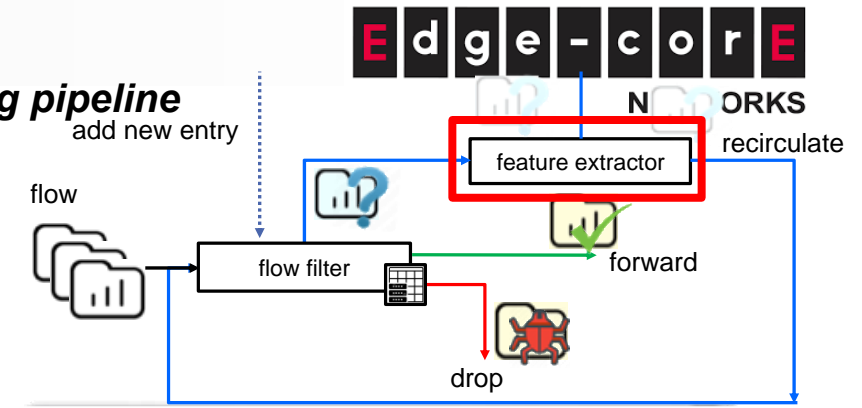 Edge-corE
N ORKS
g pipeline
add new entry
recirculate
feature extractor
flow
flow filter
forward
drop